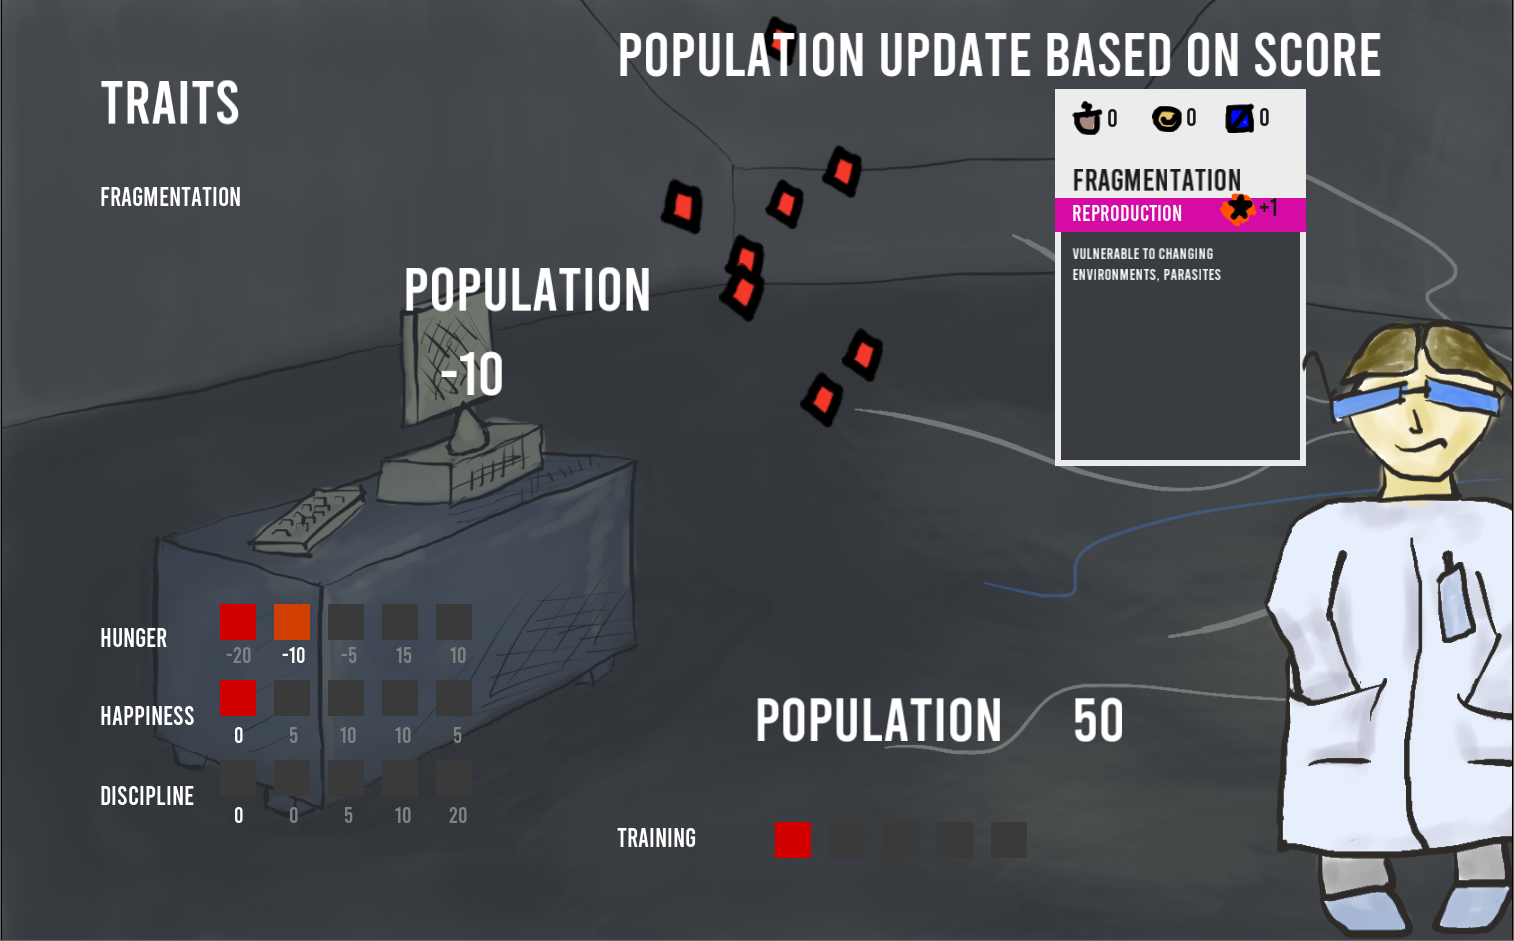 POPULATION UPDATE BASED ON SCORE
TRAITS
FRAGMENTATION
0 0 0
FRAGMENTATION
REPRODUCTION +1
VULNERABLE TO CHANGING
ENVIRONMENTS, PARASITES
POPULATION
-10
HUNGER
-20 -10 -5 15 10
HAPPINESS
0 5 10 10 5
DISCIPLINE
0 0 5 10 20
POPULATION 50
TRAINING